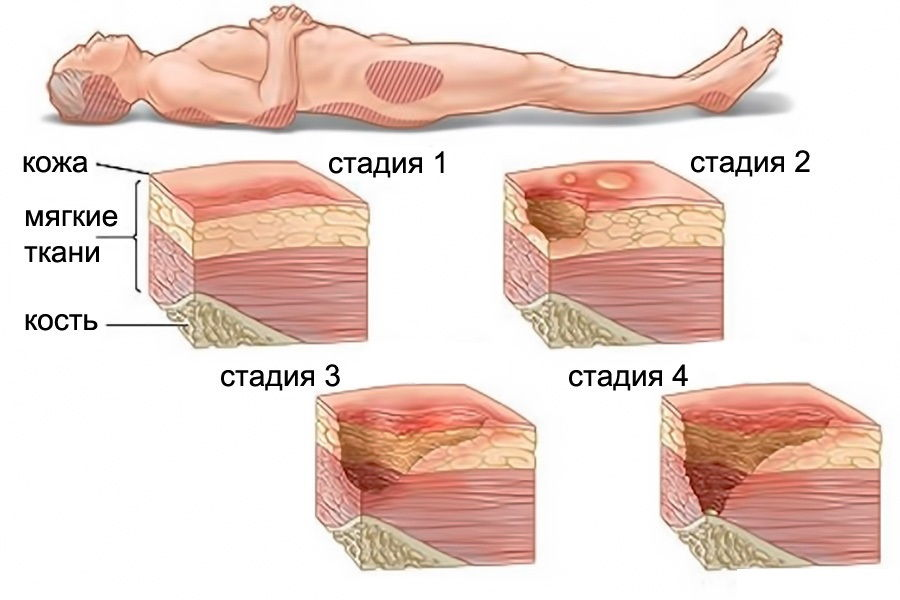 кожа
стадия 1
стадия 2
мягкие
ткани
кость
стадия 3
стадия 4